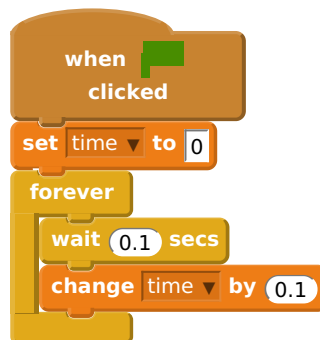 when
clicked
set time ▼ to 0
forever
wait 0.1 secs
change time ▼ by 0.1